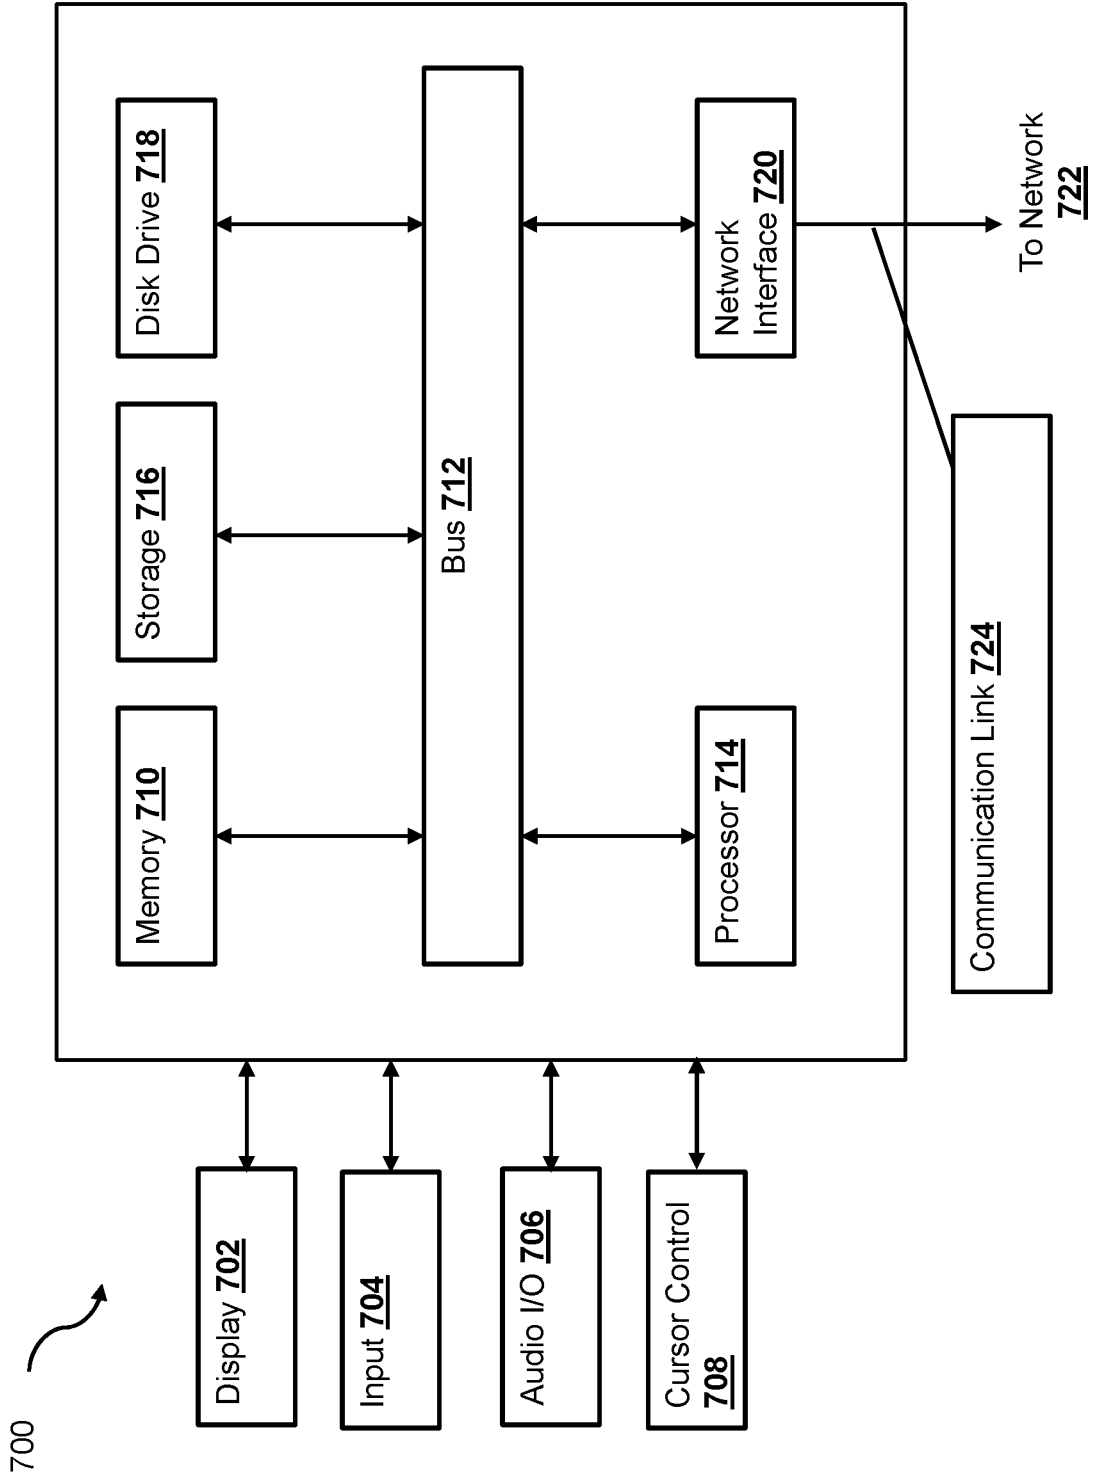 700
Display 702
Input 704
Audio I/O 706
Cursor Control
708
Memory 710
Storage 716
Disk Drive 718
Bus 712
Processor 714
Network
Interface 720
Communication Link 724
To Network
722